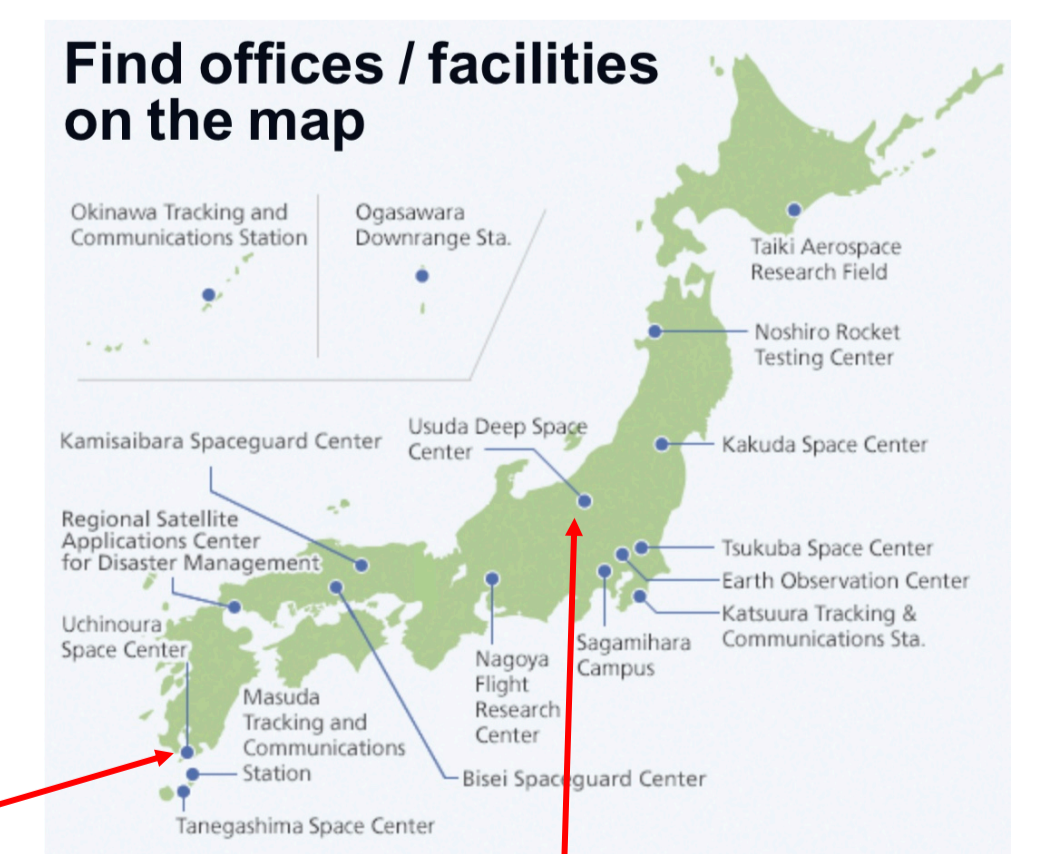 Find offices / facilities
on the map
Okinawa Tracking and
Communications Station
Ogasawara
Downrange Sta.
Taiki Aerospace
Research Field
Noshiro Rocket
Testing Center
Usuda Deep Space
Center
Kamisaibara Spaceguard Center
Kakuda Space Center
Regional Satellite
Applications Center
for Disaster Management
Tsukuba Space Center
Earth Observation Center
Katsuura Tracking &
Communications Sta.
Uchinoura
Space Center
Sagamihara
Campus
Nagoya
Flight
Research
Center
Masuda
Tracking and
Communications
Station
Bisei Spaceguard Center
Tanegashima Space Center